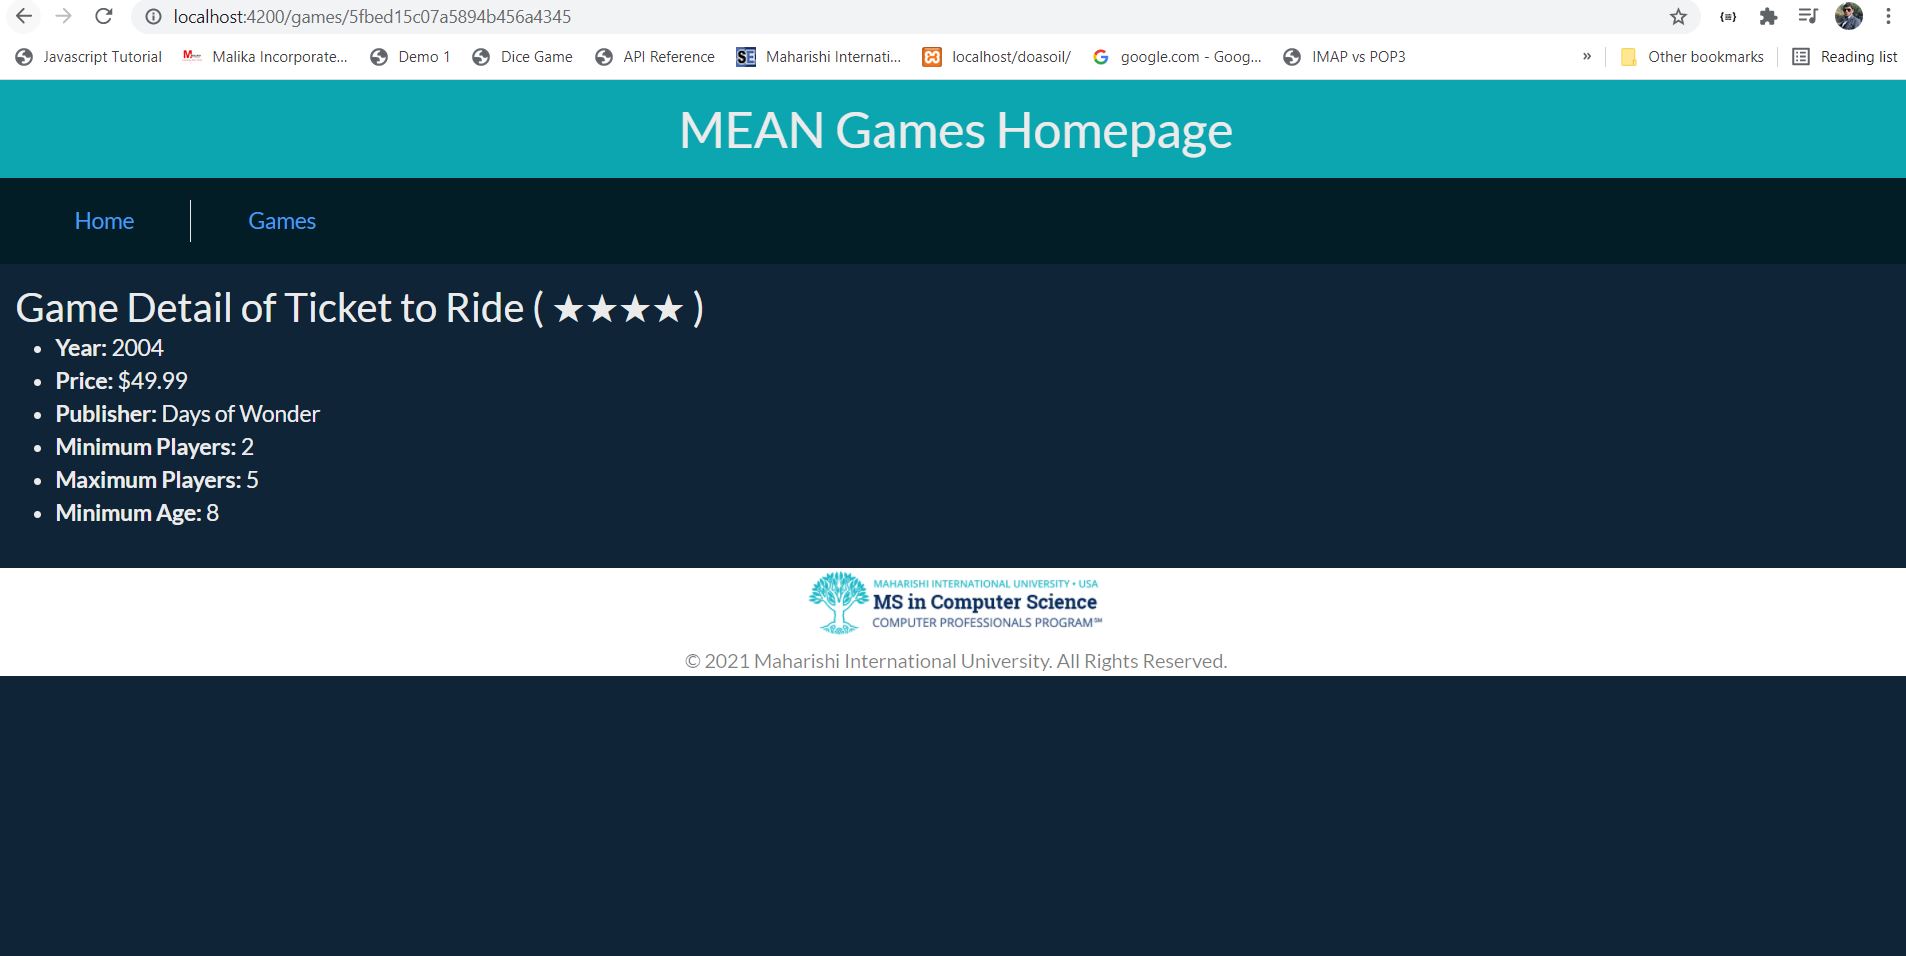 localhost:4200/games/5fbed15c07a5894b456a4345
Javascript Tutorial Malika Incorporate... Demo 1 Dice Game API Reference SE Maharishi Internati... localhost/doasoil/ google.com - Goog... IMAP vs POP3 » Other bookmarks Reading list
MEAN Games Homepage
Home Games
Game Detail of Ticket to Ride ( ★★★★ )
• Year: 2004
• Price: $49.99
• Publisher: Days of Wonder
• Minimum Players: 2
• Maximum Players: 5
• Minimum Age: 8
MAHARISHI INTERNATIONAL UNIVERSITY • USA
MS in Computer Science
COMPUTER PROFESSIONALS PROGRAM℠
© 2021 Maharishi International University. All Rights Reserved.